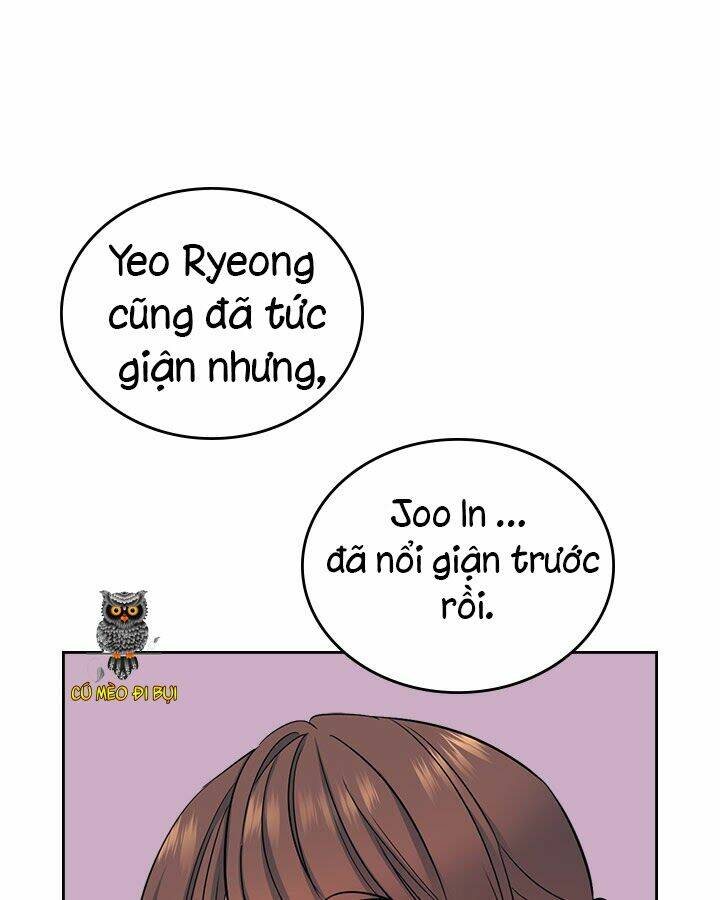 Yeo Ryeong
cũng đã tức
giận nhưng,
Joo In ...
đã nổi giận trước
rồi.
CÚ MÈO ĐI BỤI